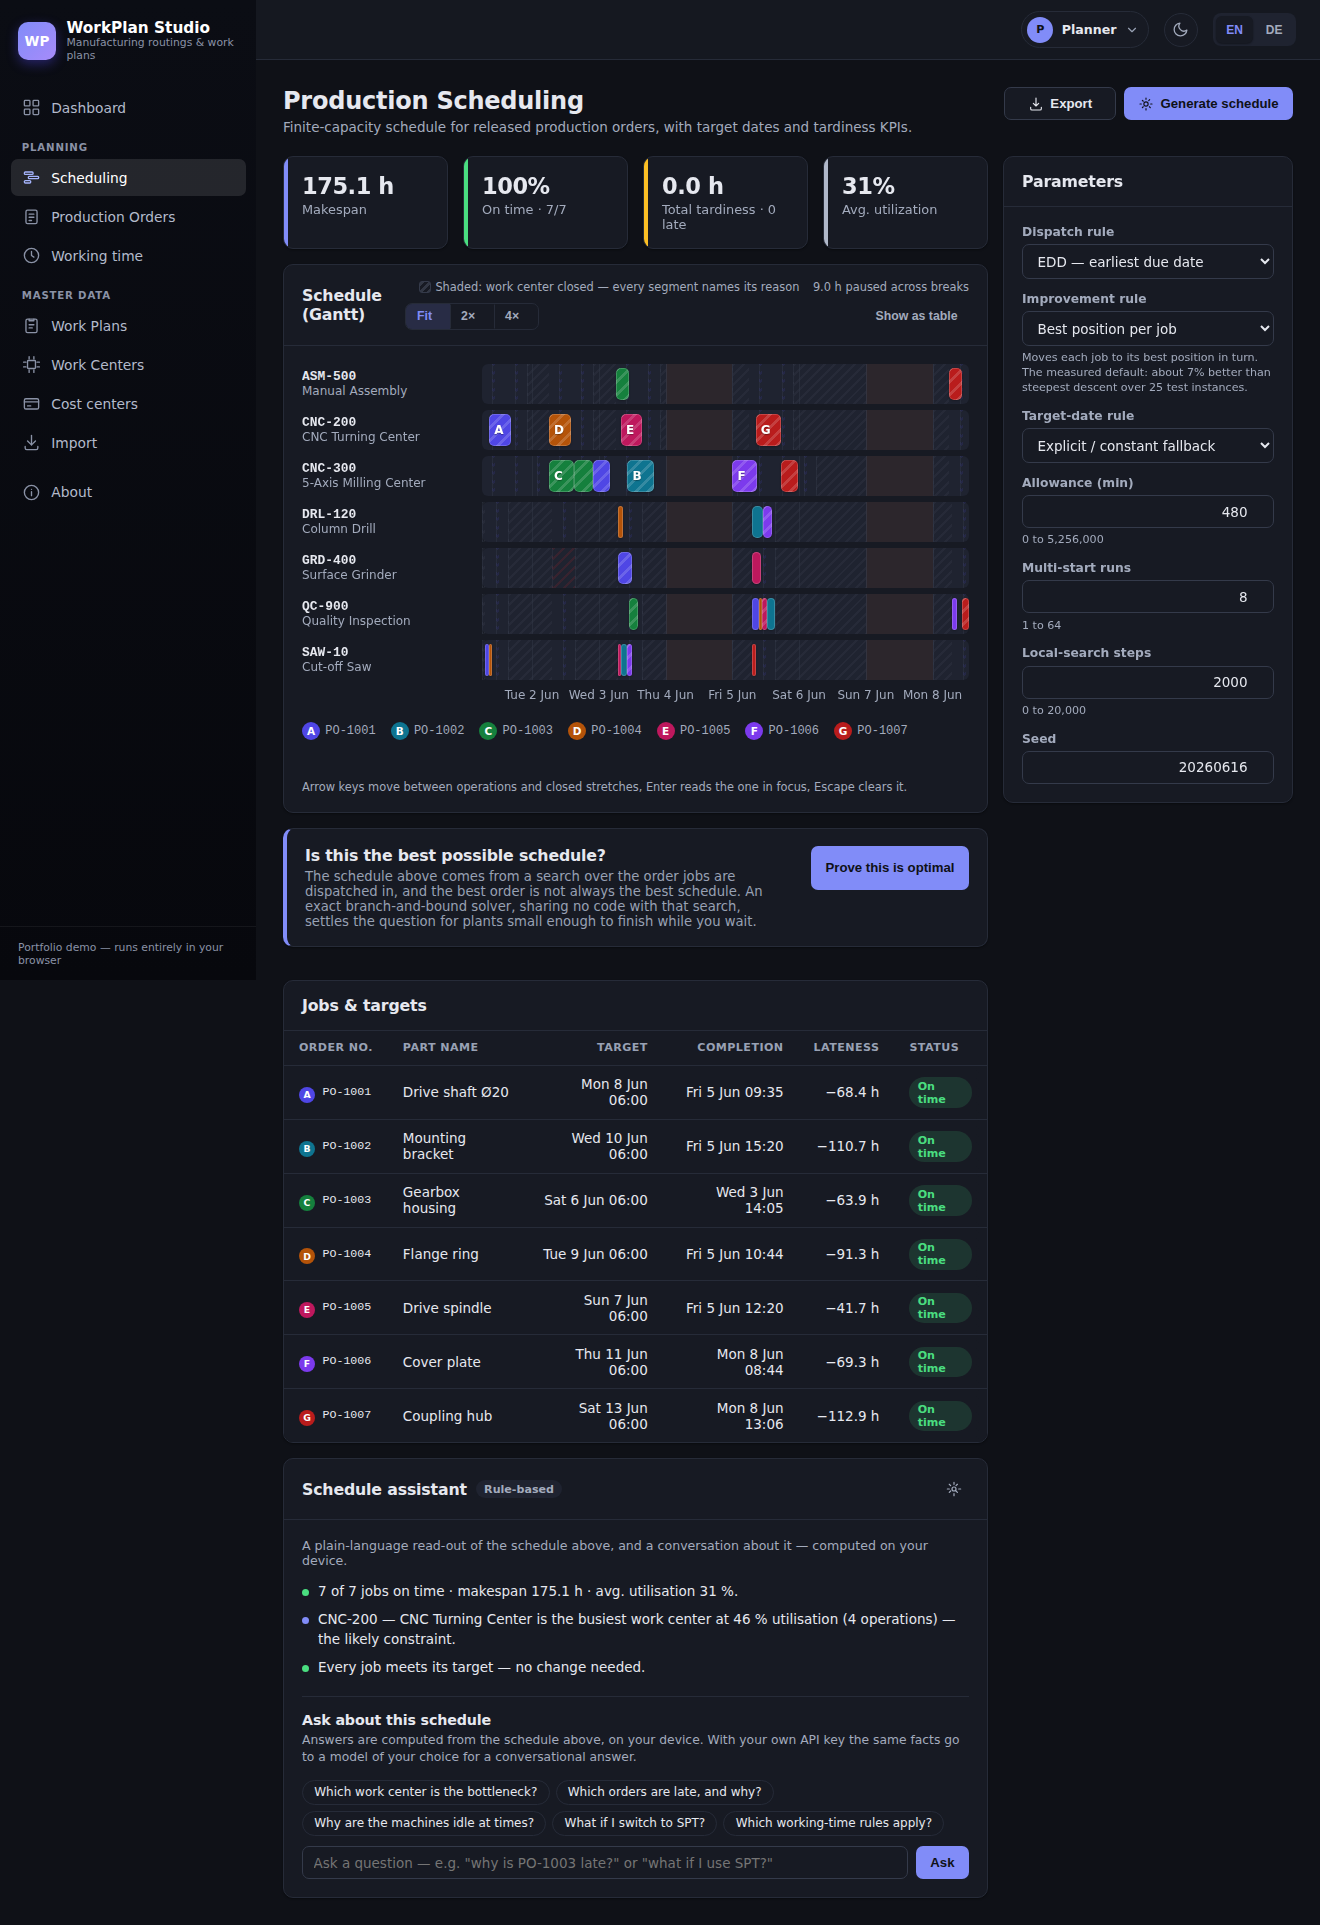 WP
WorkPlan Studio
Manufacturing routings & work
plans
Dashboard
PLANNING
Scheduling
Production Orders
Working time
MASTER DATA
Work Plans
Work Centers
Cost centers
Import
About
Portfolio demo — runs entirely in your
browser
P Planner
EN DE
Production Scheduling
Finite-capacity schedule for released production orders, with target dates and tardiness KPIs.
Export
Generate schedule
175.1 h
Makespan
100%
On time · 7/7
0.0 h
Total tardiness · 0
late
31%
Avg. utilization
Schedule
(Gantt)
Shaded: work center closed — every segment names its reason 9.0 h paused across breaks
Fit 2× 4×
Show as table
ASM-500
Manual Assembly
CNC-200
CNC Turning Center
A D E G
CNC-300
5-Axis Milling Center
C B F
DRL-120
Column Drill
GRD-400
Surface Grinder
QC-900
Quality Inspection
SAW-10
Cut-off Saw
Tue 2 Jun Wed 3 Jun Thu 4 Jun Fri 5 Jun Sat 6 Jun Sun 7 Jun Mon 8 Jun
A PO-1001 B PO-1002 C PO-1003 D PO-1004 E PO-1005 F PO-1006 G PO-1007
Arrow keys move between operations and closed stretches, Enter reads the one in focus, Escape clears it.
Parameters
Dispatch rule
EDD — earliest due date
Improvement rule
Best position per job
Moves each job to its best position in turn.
The measured default: about 7% better than
steepest descent over 25 test instances.
Target-date rule
Explicit / constant fallback
Allowance (min)
480
0 to 5,256,000
Multi-start runs
8
1 to 64
Local-search steps
2000
0 to 20,000
Seed
20260616
Is this the best possible schedule?
The schedule above comes from a search over the order jobs are
dispatched in, and the best order is not always the best schedule. An
exact branch-and-bound solver, sharing no code with that search,
settles the question for plants small enough to finish while you wait.
Prove this is optimal
Jobs & targets
ORDER NO. PART NAME TARGET COMPLETION LATENESS STATUS
A PO-1001 Drive shaft Ø20 Mon 8 Jun 06:00 Fri 5 Jun 09:35 −68.4 h On time
B PO-1002 Mounting bracket Wed 10 Jun 06:00 Fri 5 Jun 15:20 −110.7 h On time
C PO-1003 Gearbox housing Sat 6 Jun 06:00 Wed 3 Jun 14:05 −63.9 h On time
D PO-1004 Flange ring Tue 9 Jun 06:00 Fri 5 Jun 10:44 −91.3 h On time
E PO-1005 Drive spindle Sun 7 Jun 06:00 Fri 5 Jun 12:20 −41.7 h On time
F PO-1006 Cover plate Thu 11 Jun 06:00 Mon 8 Jun 08:44 −69.3 h On time
G PO-1007 Coupling hub Sat 13 Jun 06:00 Mon 8 Jun 13:06 −112.9 h On time
Schedule assistant Rule-based
A plain-language read-out of the schedule above, and a conversation about it — computed on your
device.
7 of 7 jobs on time · makespan 175.1 h · avg. utilisation 31 %.
CNC-200 — CNC Turning Center is the busiest work center at 46 % utilisation (4 operations) —
the likely constraint.
Every job meets its target — no change needed.
Ask about this schedule
Answers are computed from the schedule above, on your device. With your own API key the same facts go
to a model of your choice for a conversational answer.
Which work center is the bottleneck? Which orders are late, and why?
Why are the machines idle at times? What if I switch to SPT? Which working-time rules apply?
Ask a question — e.g. "why is PO-1003 late?" or "what if I use SPT?"
Ask